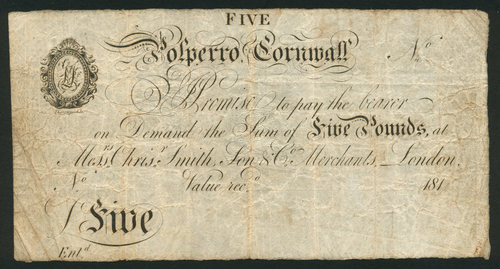 FIVE
Polperro, Cornwall No
I Promise to pay the bearer
on Demand the Sum of Five Pounds, at
Messrs. Chrisr. Smith, Son & Co. Merchants, London.
No. Value recd. 181
£ Five
Entd.